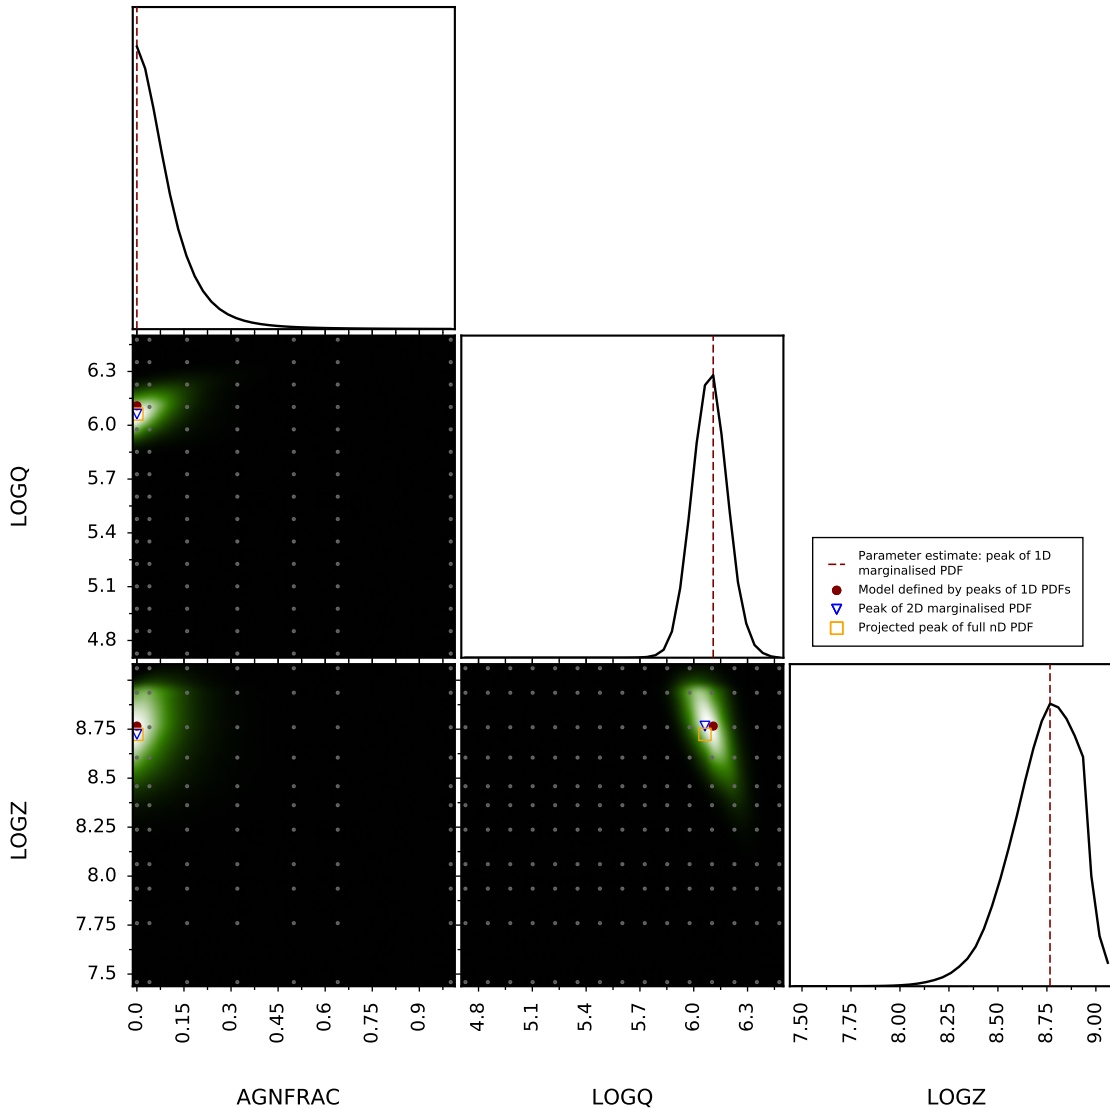 6.3
6.0
5.7
5.4
5.1
4.8
LOGQ
Parameter estimate: peak of 1D
marginalised PDF
Model defined by peaks of 1D PDFs
Peak of 2D marginalised PDF
Projected peak of full nD PDF
8.75
8.5
8.25
8.0
7.75
7.5
LOGZ
0.0 0.15 0.3 0.45 0.6 0.75 0.9
4.8 5.1 5.4 5.7 6.0 6.3
7.50 7.75 8.00 8.25 8.50 8.75 9.00
AGNFRAC LOGQ LOGZ